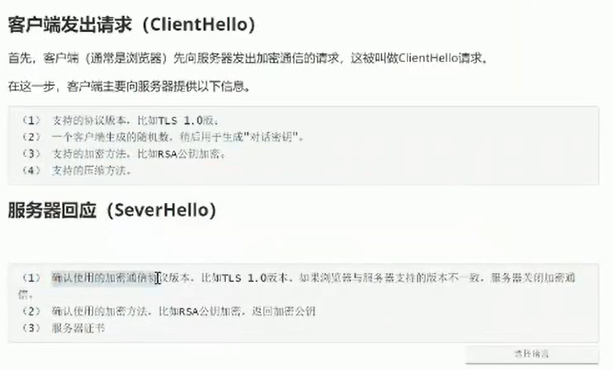 客户端发出请求（ClientHello）
首先，客户端（通常是浏览器）先向服务器发出加密通信的请求，这被叫做ClientHello请求。
在这一步，客户端主要向服务器提供以下信息。
（1） 支持的协议版本，比如TLS 1.0版。
（2） 一个客户端生成的随机数，稍后用于生成"对话密钥"。
（3） 支持的加密方法，比如RSA公钥加密。
（4） 支持的压缩方法。
服务器回应（SeverHello）
（1） 确认使用的加密通信协议版本，比如TLS 1.0版本。如果浏览器与服务器支持的版本不一致，服务器关闭加密通
信。
（2） 确认使用的加密方法，比如RSA公钥加密，返回加密公钥
（3） 服务器证书
选择语言